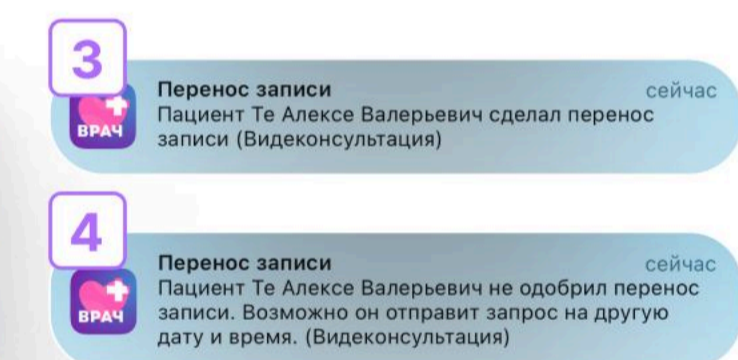 3
Перенос записи сейчас
Пациент Те Алексе Валерьевич сделал перенос
записи (Видеконсультация)
ВРАЧ
4
Перенос записи сейчас
Пациент Те Алексе Валерьевич не одобрил перенос
записи. Возможно он отправит запрос на другую
дату и время. (Видеконсультация)
ВРАЧ